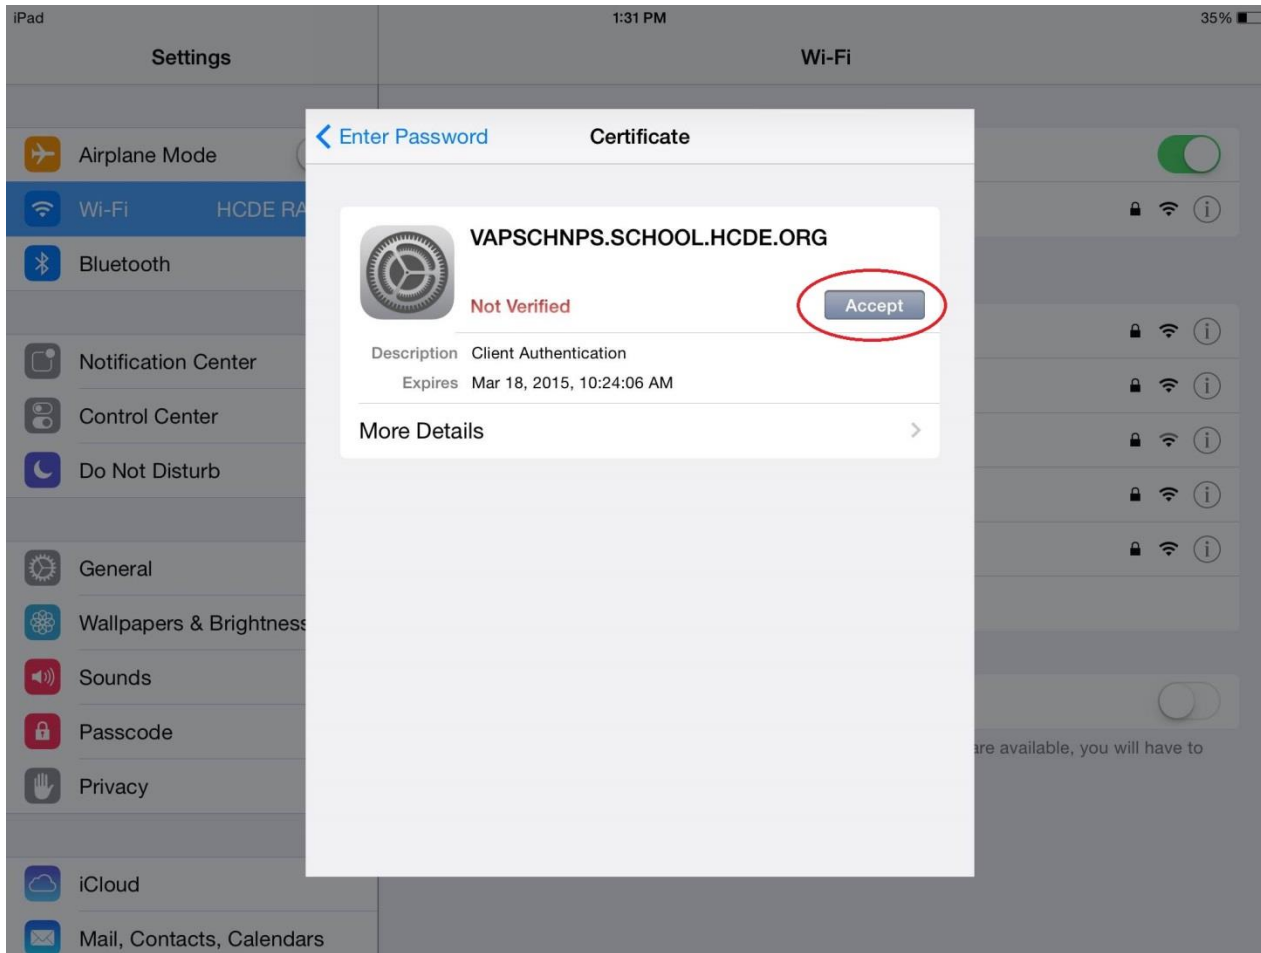 iPad
1:31 PM
35%
Settings
Wi-Fi
Airplane Mode
Wi-Fi HCDE RA
Bluetooth
Notification Center
Control Center
Do Not Disturb
General
Wallpapers & Brightness
Sounds
Passcode
Privacy
iCloud
Mail, Contacts, Calendars
Enter Password
Certificate
VAPSCHNPS.SCHOOL.HCDE.ORG
Not Verified
Accept
Description Client Authentication
Expires Mar 18, 2015, 10:24:06 AM
More Details
are available, you will have to